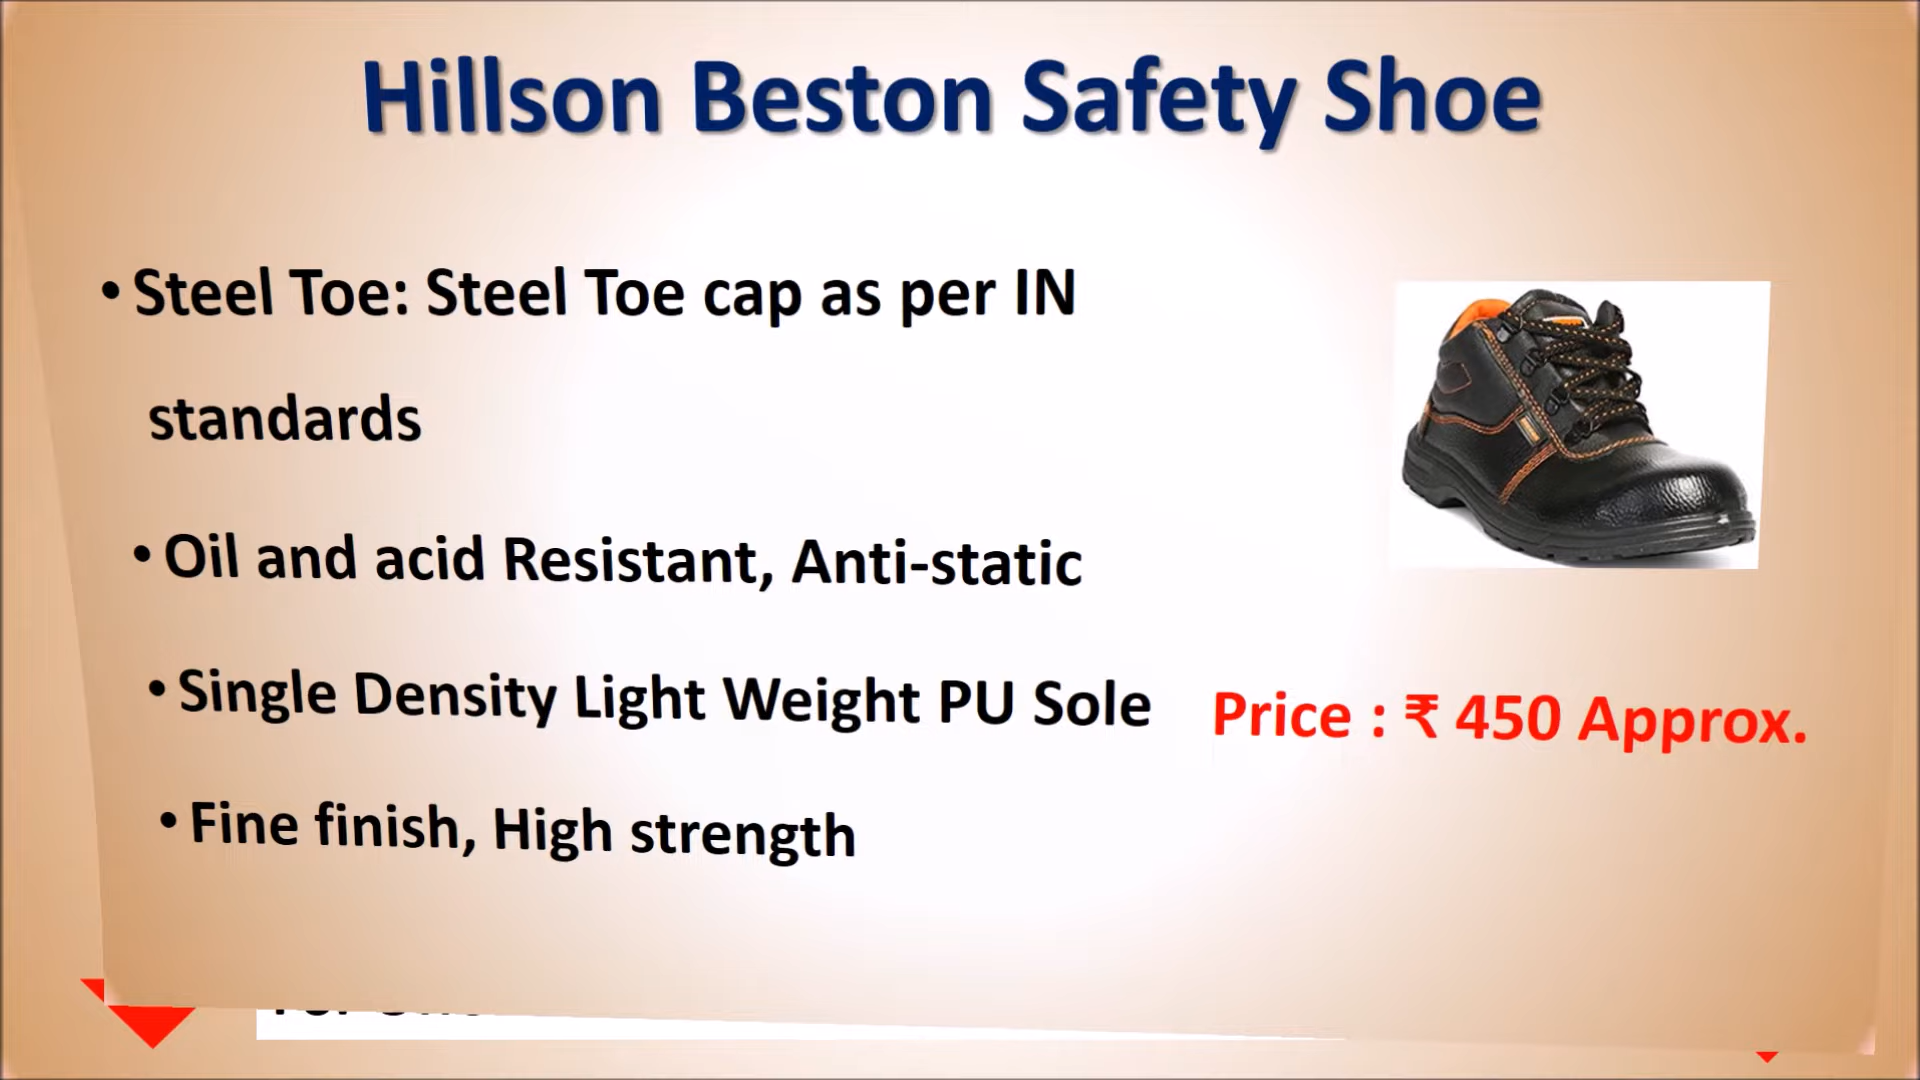 Hillson Beston Safety Shoe
• Steel Toe: Steel Toe cap as per IN
standards
• Oil and acid Resistant, Anti-static
• Single Density Light Weight PU Sole
Price : ₹ 450 Approx.
• Fine finish, High strength